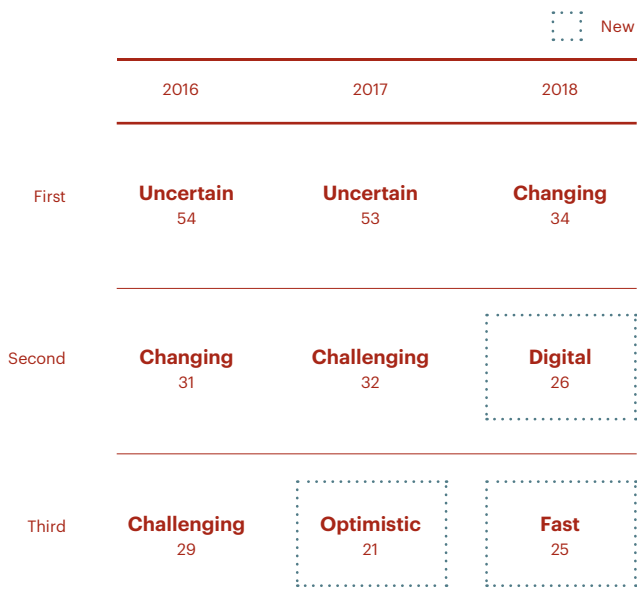 New
2016 2017 2018
First
Uncertain Uncertain Changing
54 53 34
Second
Changing Challenging Digital
31 32 26
Third
Challenging Optimistic Fast
29 21 25